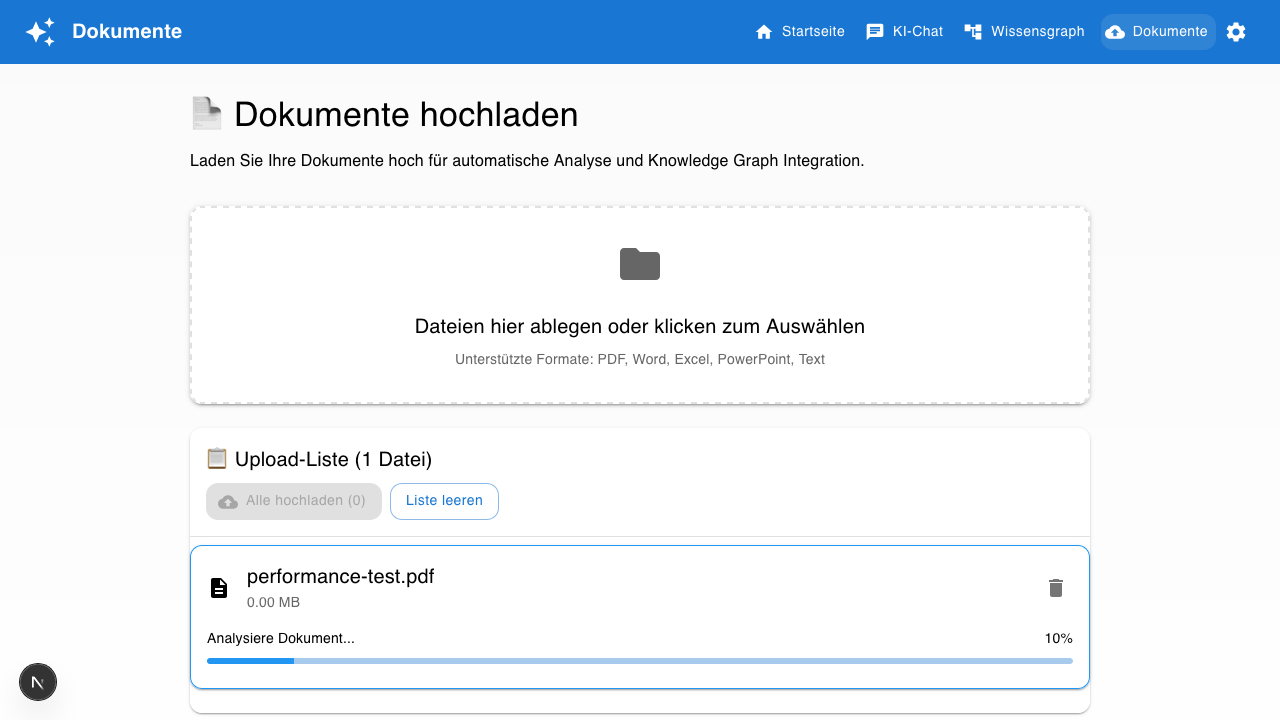 Dokumente
Startseite
KI-Chat
Wissensgraph
Dokumente
Dokumente hochladen
Laden Sie Ihre Dokumente hoch für automatische Analyse und Knowledge Graph Integration.
Dateien hier ablegen oder klicken zum Auswählen
Unterstützte Formate: PDF, Word, Excel, PowerPoint, Text
Upload-Liste (1 Datei)
Alle hochladen (0)
Liste leeren
performance-test.pdf
0.00 MB
Analysiere Dokument... 10%
N